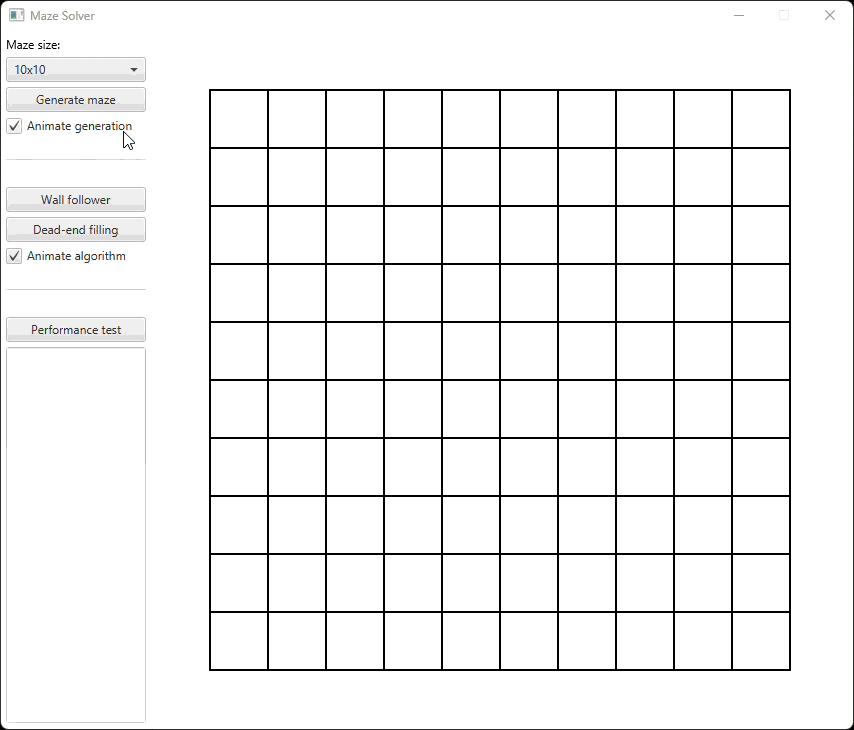 Maze Solver
Maze size:
10x10
Generate maze
Animate generation
Wall follower
Dead-end filling
Animate algorithm
Performance test